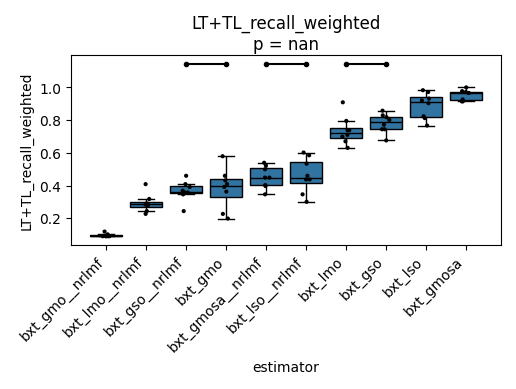 LT+TL_recall_weighted
p = nan
LT+TL_recall_weighted
1.0
0.8
0.6
0.4
0.2
bxt_gmo__nrlmf
bxt_lmo__nrlmf
bxt_gso__nrlmf
bxt_gmo
bxt_gmosa__nrlmf
bxt_lso__nrlmf
bxt_lmo
bxt_gso
bxt_lso
bxt_gmosa
estimator